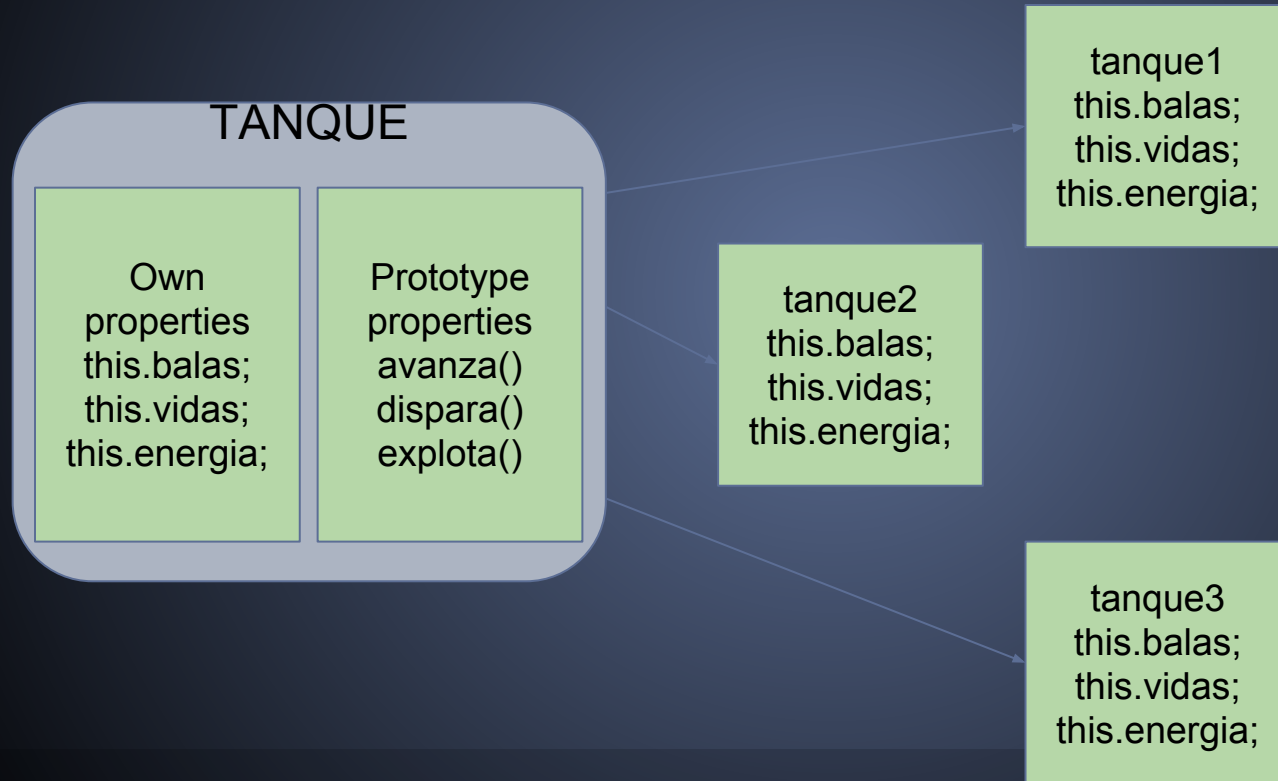 TANQUE
Own
properties
this.balas;
this.vidas;
this.energia;
Prototype
properties
avanza()
dispara()
explota()
tanque1
this.balas;
this.vidas;
this.energia;
tanque2
this.balas;
this.vidas;
this.energia;
tanque3
this.balas;
this.vidas;
this.energia;